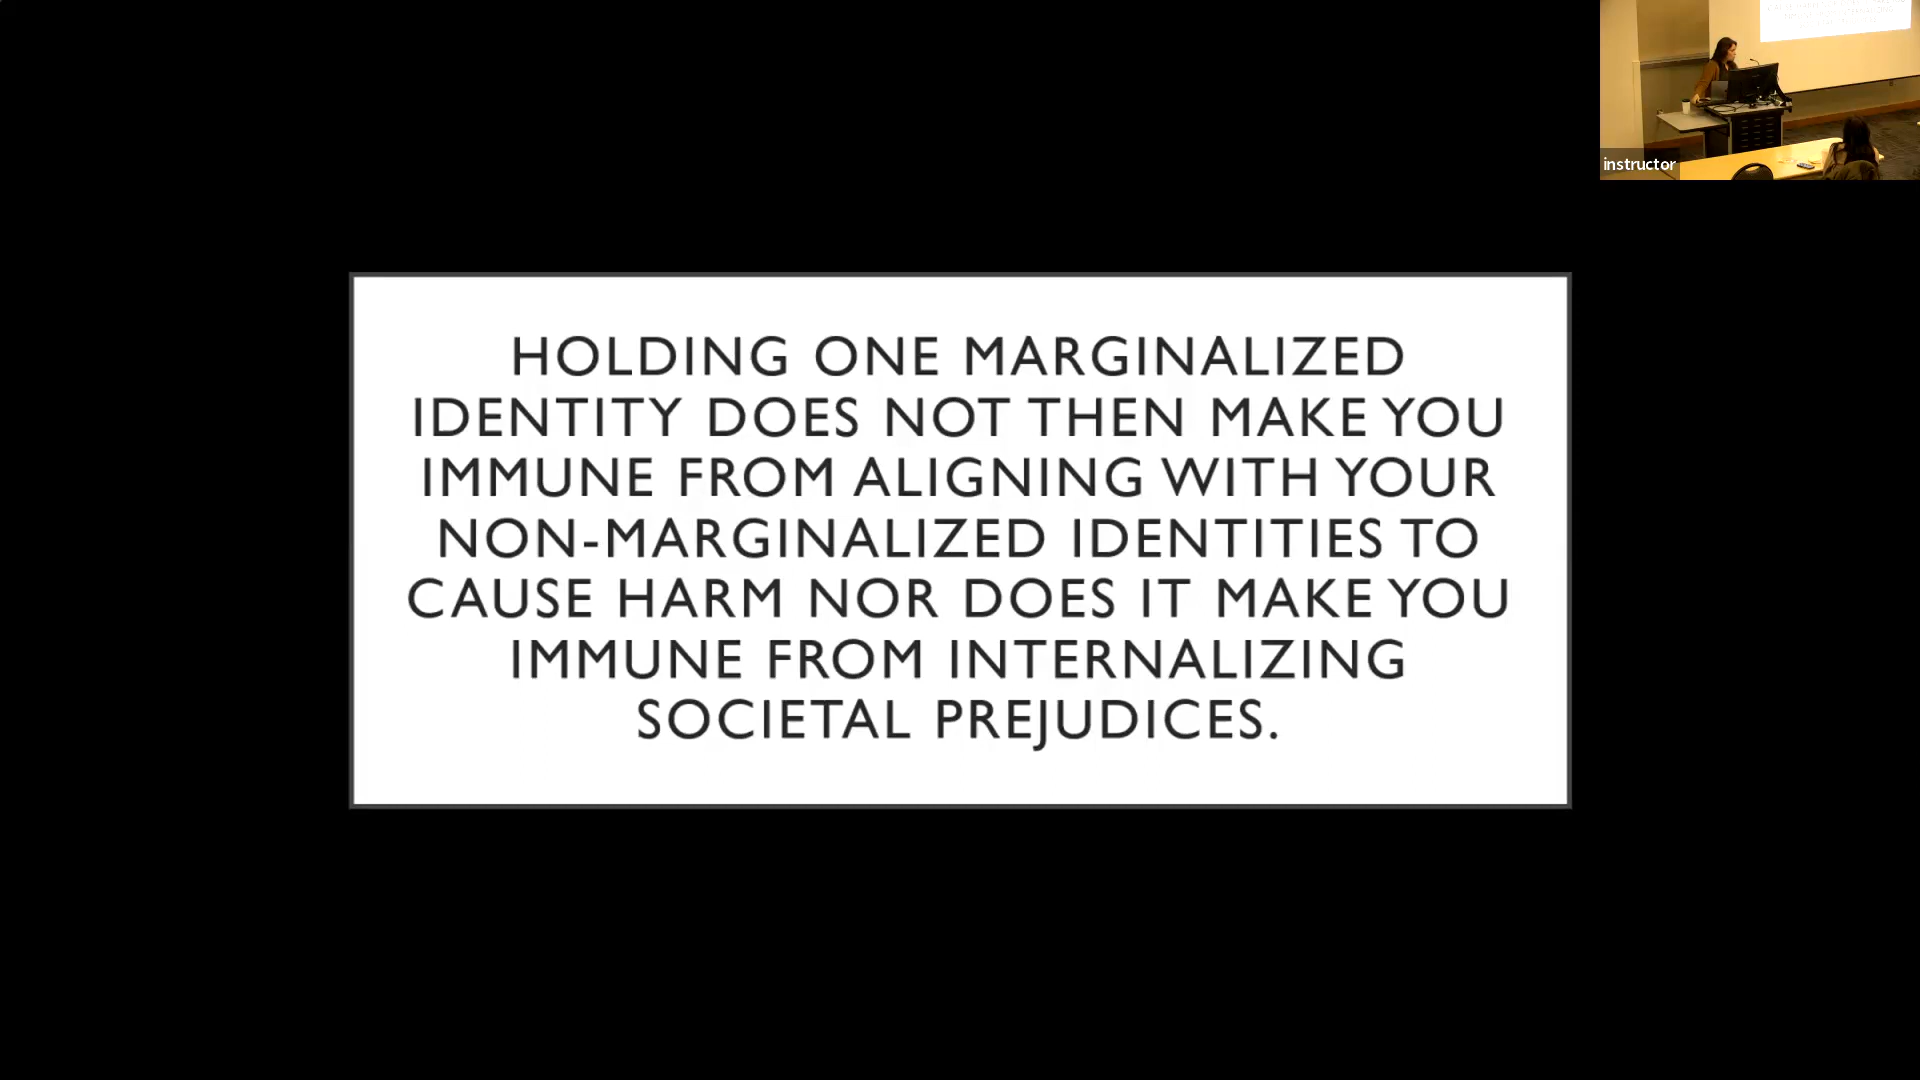 instructor
HOLDING ONE MARGINALIZED
IDENTITY DOES NOT THEN MAKE YOU
IMMUNE FROM ALIGNING WITH YOUR
NON-MARGINALIZED IDENTITIES TO
CAUSE HARM NOR DOES IT MAKE YOU
IMMUNE FROM INTERNALIZING
SOCIETAL PREJUDICES.